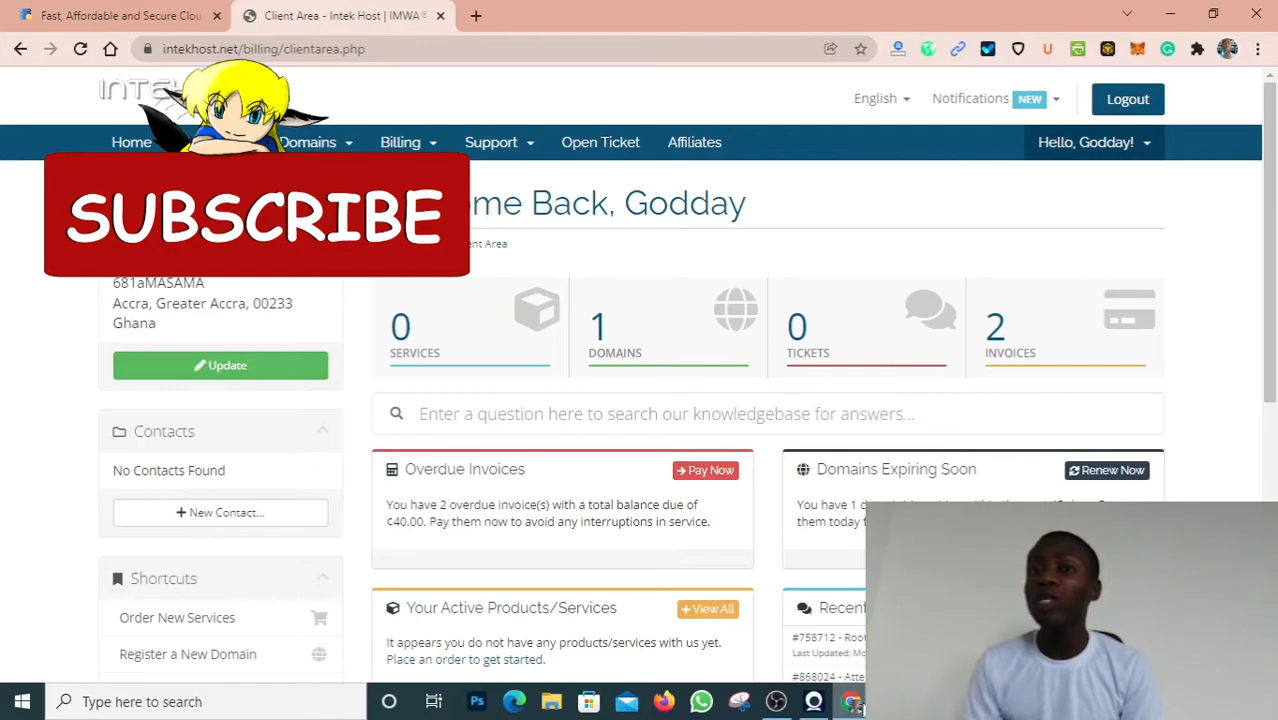 Fast, Affordable and Secure Clou
Client Area - Intek Host | IMWA
intekhost.net/billing/clientarea.php
INTE
English
Notifications NEW
Logout
Home
Domains
Billing
Support
Open Ticket
Affiliates
Hello, Godday!
SUBSCRIBE
ome Back, Godday
ent Area
681aMASAMA
Accra, Greater Accra, 00233
Ghana
Update
0
SERVICES
1
DOMAINS
0
TICKETS
2
INVOICES
Enter a question here to search our knowledgebase for answers...
Contacts
No Contacts Found
New Contact...
Overdue Invoices
Pay Now
You have 2 overdue invoice(s) with a total balance due of
¢40.00. Pay them now to avoid any interruptions in service.
Domains Expiring Soon
Renew Now
You have 1
them today
Shortcuts
Order New Services
Register a New Domain
Your Active Products/Services
View All
It appears you do not have any products/services with us yet.
Place an order to get started.
Recent
#758712 - Root
Last Updated: Mo
#868024 - Atte
Type here to search
Ps